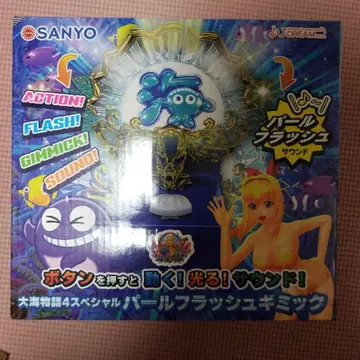 SANYO
J-DREAM
ACTION!
FLASH!
GIMMICK!
SOUND!
パール
フラッシュ
サウンド
ボタンを押すと動く!光る!サウンド!
大海物語4スペシャル パールフラッシュギミック